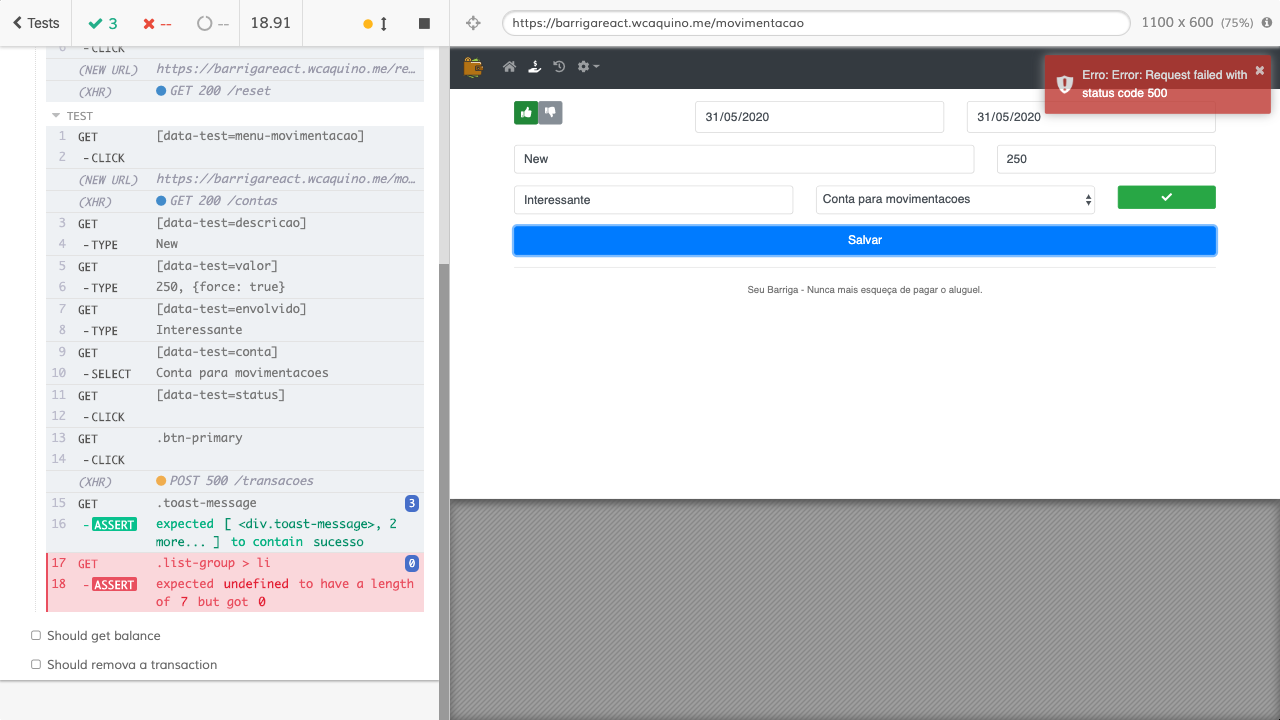 Tests
3
--
--
18.91
https://barrigareact.wcaquino.me/movimentacao
1100 x 600 (75%)
6 - CLICK
(NEW URL) https://barrigareact.wcaquino.me/re…
(XHR) GET 200 /reset
TEST
1 GET [data-test=menu-movimentacao]
2 - CLICK
(NEW URL) https://barrigareact.wcaquino.me/mo…
(XHR) GET 200 /contas
3 GET [data-test=descricao]
4 - TYPE New
5 GET [data-test=valor]
6 - TYPE 250, {force: true}
7 GET [data-test=envolvido]
8 - TYPE Interessante
9 GET [data-test=conta]
10 - SELECT Conta para movimentacoes
11 GET [data-test=status]
12 - CLICK
13 GET .btn-primary
14 - CLICK
(XHR) POST 500 /transacoes
15 GET .toast-message 3
16 - ASSERT expected [ <div.toast-message>, 2
more... ] to contain sucesso
17 GET .list-group > li 0
18 - ASSERT expected undefined to have a length
of 7 but got 0
Should get balance
Should remova a transaction
Erro: Error: Request failed with
status code 500
×
31/05/2020
31/05/2020
New
250
Interessante
Conta para movimentacoes
Salvar
Seu Barriga - Nunca mais esqueça de pagar o aluguel.